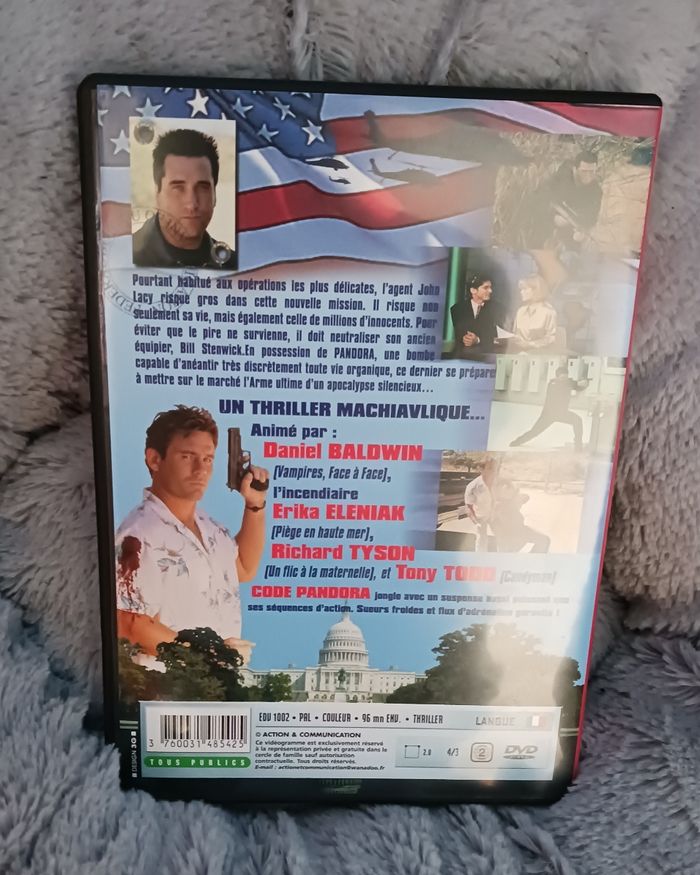 Pourtant habitué aux opérations les plus délicates, l'agent John
Lacy risque gros dans cette nouvelle mission. Il risque non
seulement sa vie, mais également celle de millions d'innocents. Pour
éviter que le pire ne survienne, il doit neutraliser son ancien
équipier, Bill Stenwick.En possession de PANDORA, une bombe
capable d'anéantir très discrètement toute vie organique, ce dernier se prépare
à mettre sur le marché l'Arme ultime d'un apocalypse silencieux...
UN THRILLER MACHIAVLIQUE...
Animé par :
Daniel BALDWIN
(Vampires, Face à Face),
l'incendiaire
Erika ELENIAK
(Piège en haute mer),
Richard TYSON
(Un flic à la maternelle), et Tony TODD (Candyman)
CODE PANDORA jongle avec un suspense aussi puissant que
ses séquences d'action. Sueurs froides et flux d'adrénaline garantis !
EDV 1002 • PAL • COULEUR • 96 mn ENV. • THRILLER
LANGUE
3 760031 485425
TOUS PUBLICS
© ACTION & COMMUNICATION
Ce vidéogramme est exclusivement réservé
à la représentation privée et gratuite dans le
cercle de famille sauf autorisation
contractuelle. Tous droits réservés.
E-mail : actionetcommunication@wanadoo.fr
2.0
4/3
2
DVD
DESIGN 30